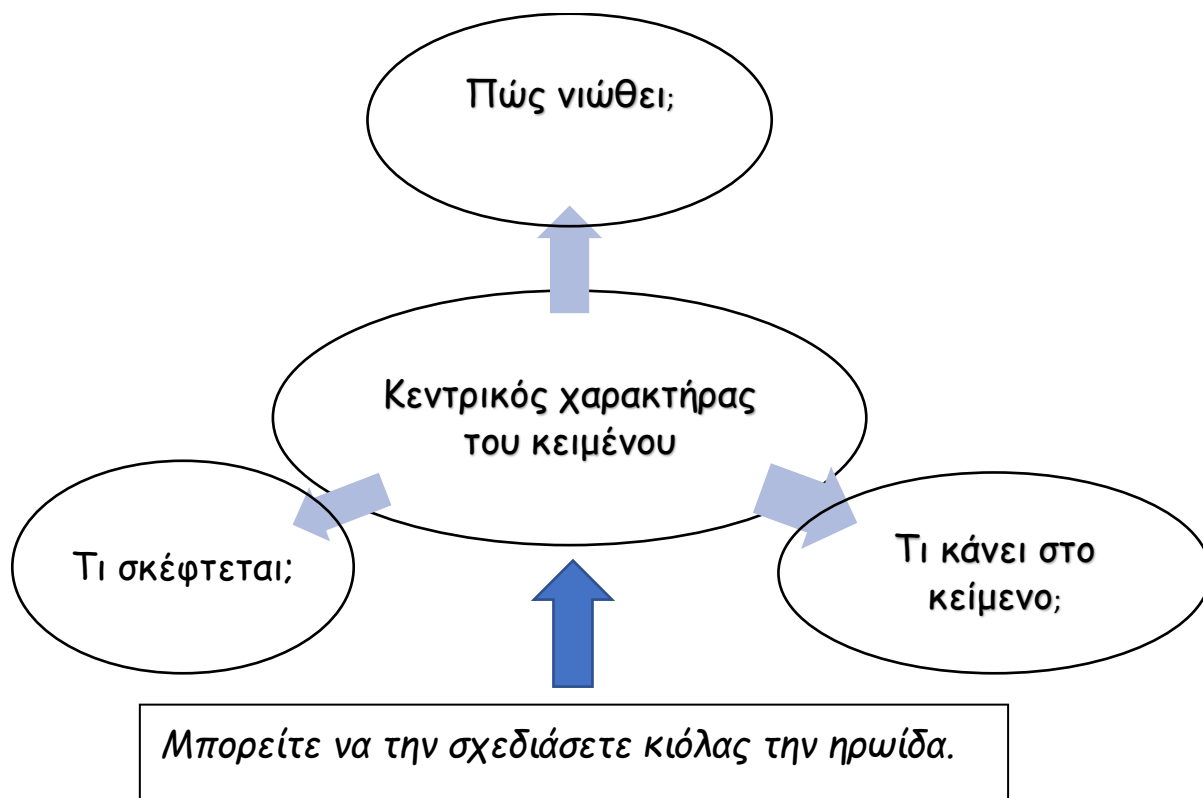 Πώς νιώθει;
Κεντρικός χαρακτήρας
του κειμένου
Τι σκέφτεται;
Τι κάνει στο
κείμενο;
Μπορείτε να την σχεδιάσετε κιόλας την ηρωίδα.